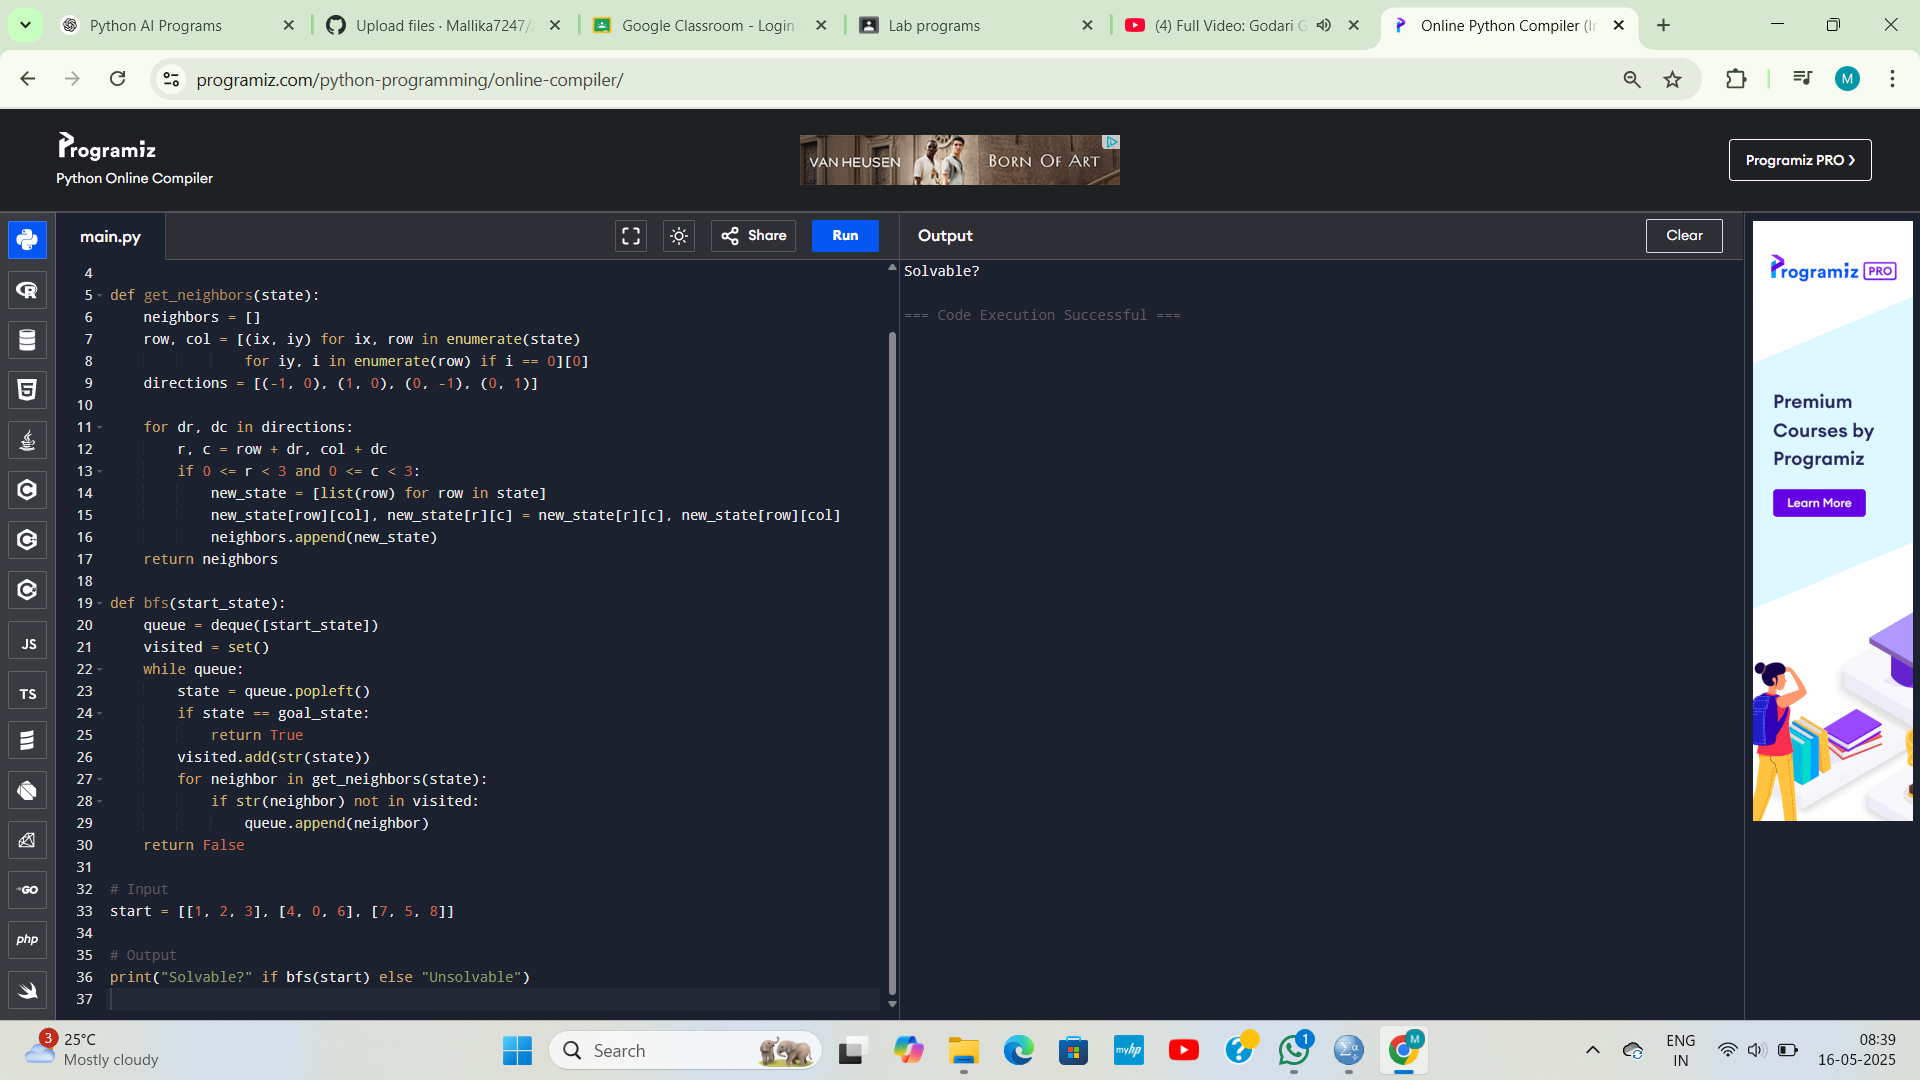 Python AI Programs
Upload files · Mallika7247/
Google Classroom - Login
Lab programs
(4) Full Video: Godari G
Online Python Compiler (In
programiz.com/python-programming/online-compiler/
M
Programiz
Python Online Compiler
VAN HEUSEN
BORN OF ART
Programiz PRO ❯
main.py
Share
Run
Output
Clear
4
5 def get_neighbors(state):
6     neighbors = []
7     row, col = [(ix, iy) for ix, row in enumerate(state)
8                 for iy, i in enumerate(row) if i == 0][0]
9     directions = [(-1, 0), (1, 0), (0, -1), (0, 1)]
10
11     for dr, dc in directions:
12         r, c = row + dr, col + dc
13         if 0 <= r < 3 and 0 <= c < 3:
14             new_state = [list(row) for row in state]
15             new_state[row][col], new_state[r][c] = new_state[r][c], new_state[row][col]
16             neighbors.append(new_state)
17     return neighbors
18
19 def bfs(start_state):
20     queue = deque([start_state])
21     visited = set()
22     while queue:
23         state = queue.popleft()
24         if state == goal_state:
25             return True
26         visited.add(str(state))
27         for neighbor in get_neighbors(state):
28             if str(neighbor) not in visited:
29                 queue.append(neighbor)
30     return False
31
32 # Input
33 start = [[1, 2, 3], [4, 0, 6], [7, 5, 8]]
34
35 # Output
36 print("Solvable?" if bfs(start) else "Unsolvable")
37
Solvable?
=== Code Execution Successful ===
Programiz PRO
Premium
Courses by
Programiz
Learn More
JS
TS
GO
php
3
25°C
Mostly cloudy
Search
myhp
1
M
ENG
IN
08:39
16-05-2025